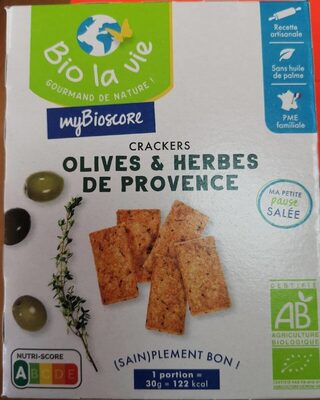 Bio la vie
GOURMAND DE NATURE !
myBioscore
Recette
artisanale
Sans huile
de palme
PME
familiale
CRACKERS
OLIVES & HERBES
DE PROVENCE
MA PETITE
pause
SALÉE
(SAIN)PLEMENT BON !
1 portion =
30g = 122 kcal
NUTRI-SCORE
A B C D E
CERTIFIÉ
AB
AGRICULTURE
BIOLOGIQUE